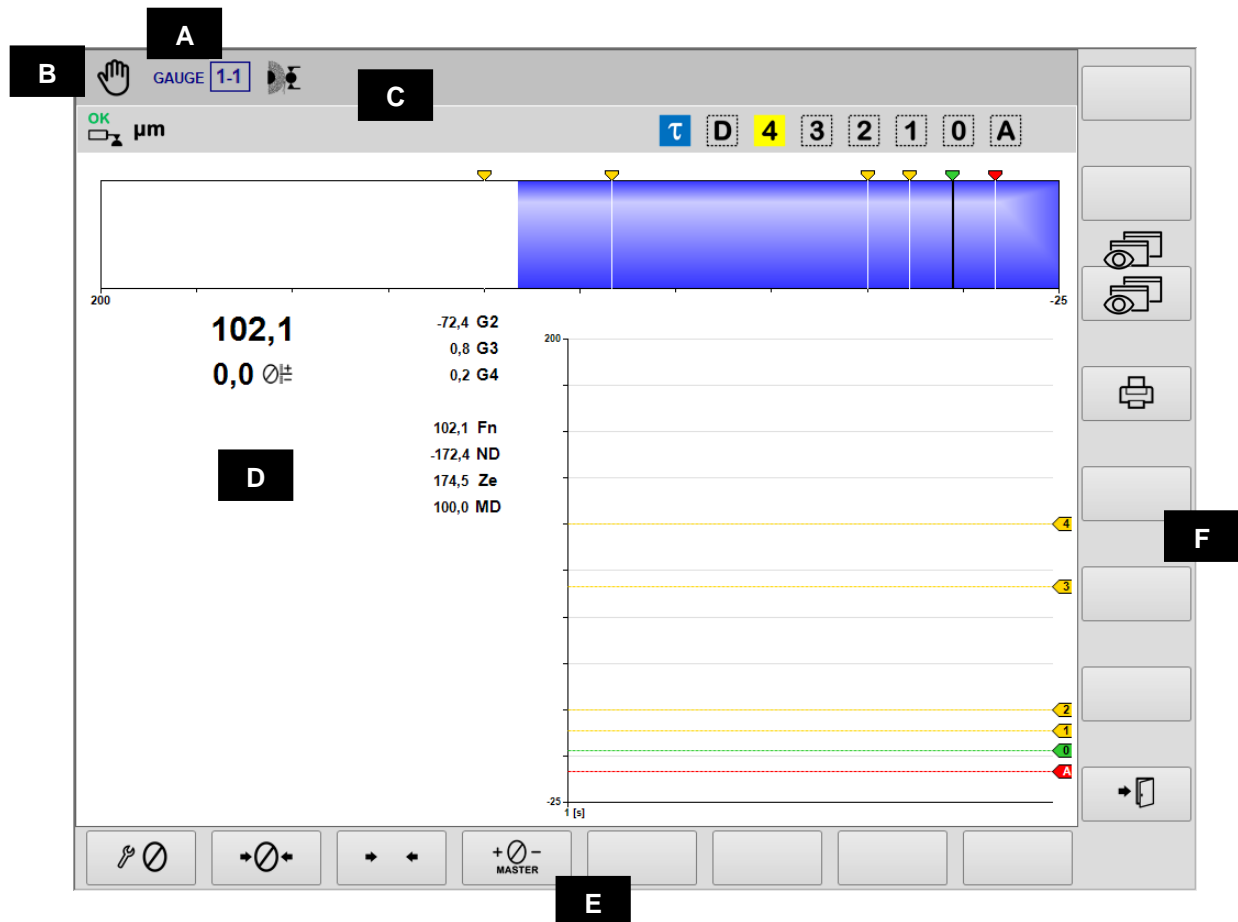 A
B
GAUGE 1-1
C
OK
µm
τ D 4 3 2 1 0 A
200 -25
102,1
0,0
-72,4 G2
0,8 G3
0,2 G4
102,1 Fn
-172,4 ND
174,5 Ze
100,0 MD
D
200
4
3
2
1
0
A
-25
1 [s]
F
MASTER
E